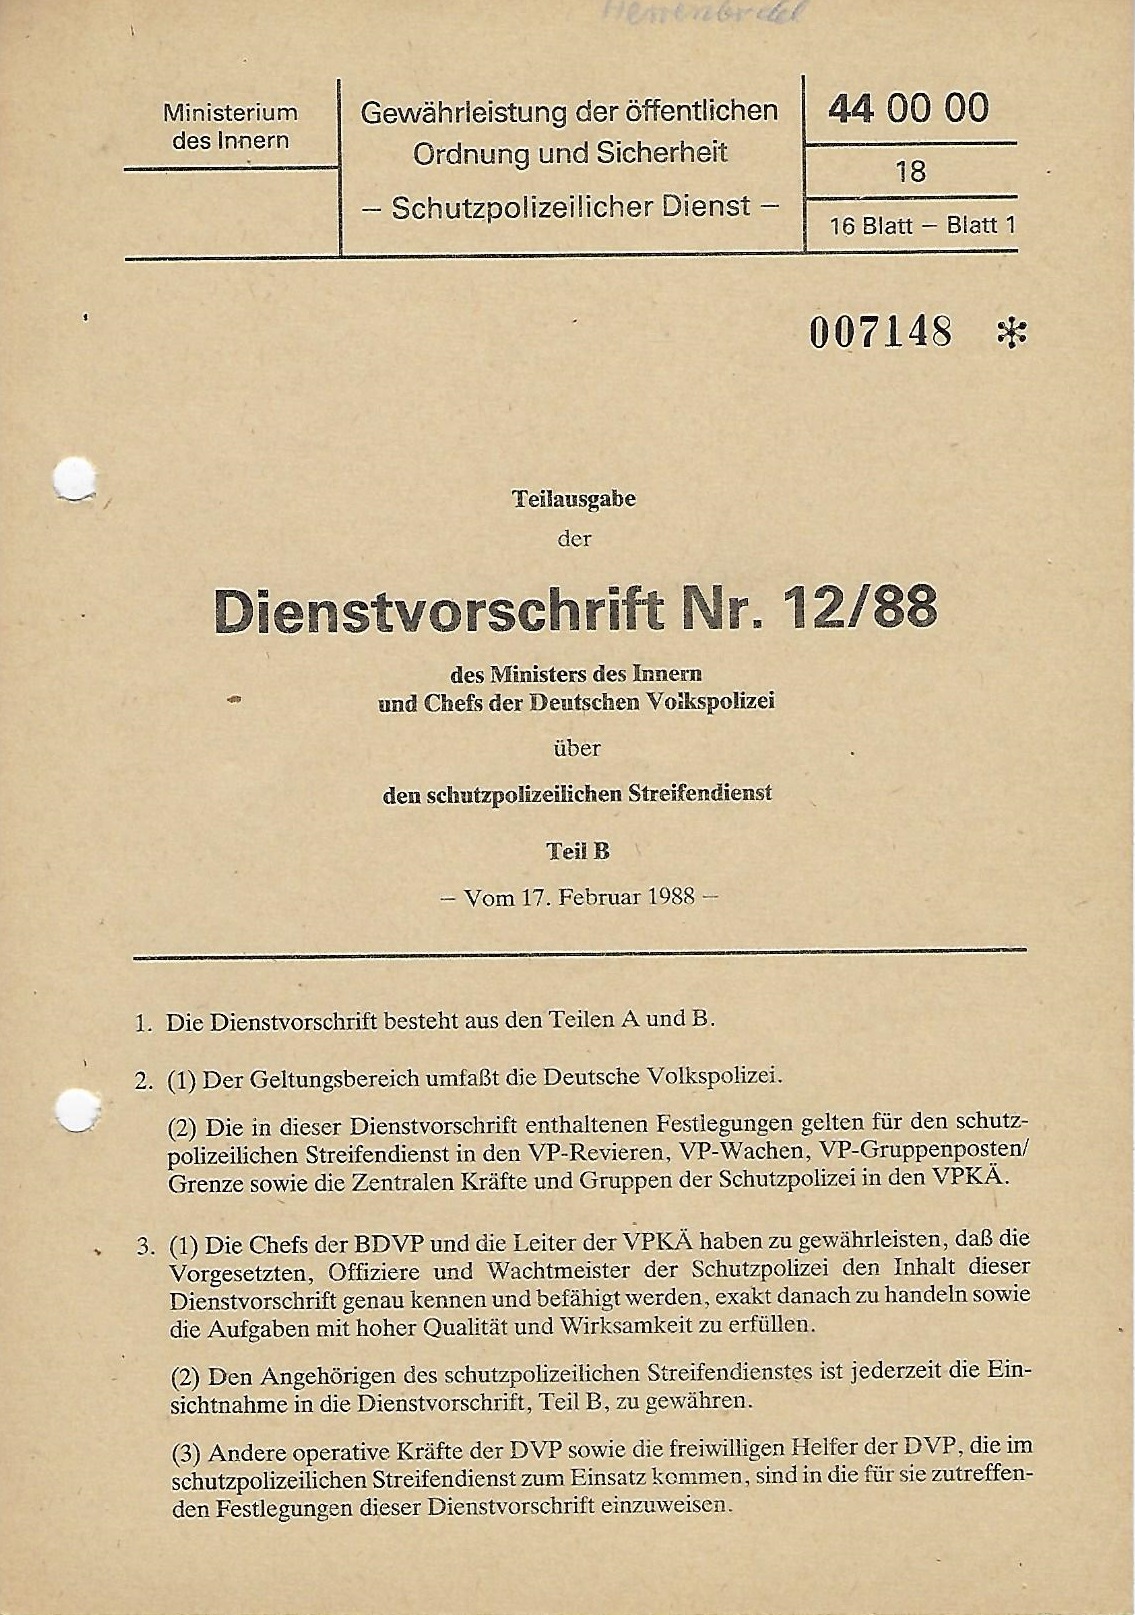 Ministerium
des Innern
Gewährleistung der öffentlichen
Ordnung und Sicherheit
– Schutzpolizeilicher Dienst –
44 00 00
18
16 Blatt – Blatt 1
007148 *
Teilausgabe
der
Dienstvorschrift Nr. 12/88
des Ministers des Innern
und Chefs der Deutschen Volkspolizei
über
den schutzpolizeilichen Streifendienst
Teil B
– Vom 17. Februar 1988 –
1. Die Dienstvorschrift besteht aus den Teilen A und B.
2. (1) Der Geltungsbereich umfaßt die Deutsche Volkspolizei.
(2) Die in dieser Dienstvorschrift enthaltenen Festlegungen gelten für den schutz-
polizeilichen Streifendienst in den VP-Revieren, VP-Wachen, VP-Gruppenposten/
Grenze sowie die Zentralen Kräfte und Gruppen der Schutzpolizei in den VPKÄ.
3. (1) Die Chefs der BDVP und die Leiter der VPKÄ haben zu gewährleisten, daß die
Vorgesetzten, Offiziere und Wachtmeister der Schutzpolizei den Inhalt dieser
Dienstvorschrift genau kennen und befähigt werden, exakt danach zu handeln sowie
die Aufgaben mit hoher Qualität und Wirksamkeit zu erfüllen.
(2) Den Angehörigen des schutzpolizeilichen Streifendienstes ist jederzeit die Ein-
sichtnahme in die Dienstvorschrift, Teil B, zu gewähren.
(3) Andere operative Kräfte der DVP sowie die freiwilligen Helfer der DVP, die im
schutzpolizeilichen Streifendienst zum Einsatz kommen, sind in die für sie zutreffen-
den Festlegungen dieser Dienstvorschrift einzuweisen.